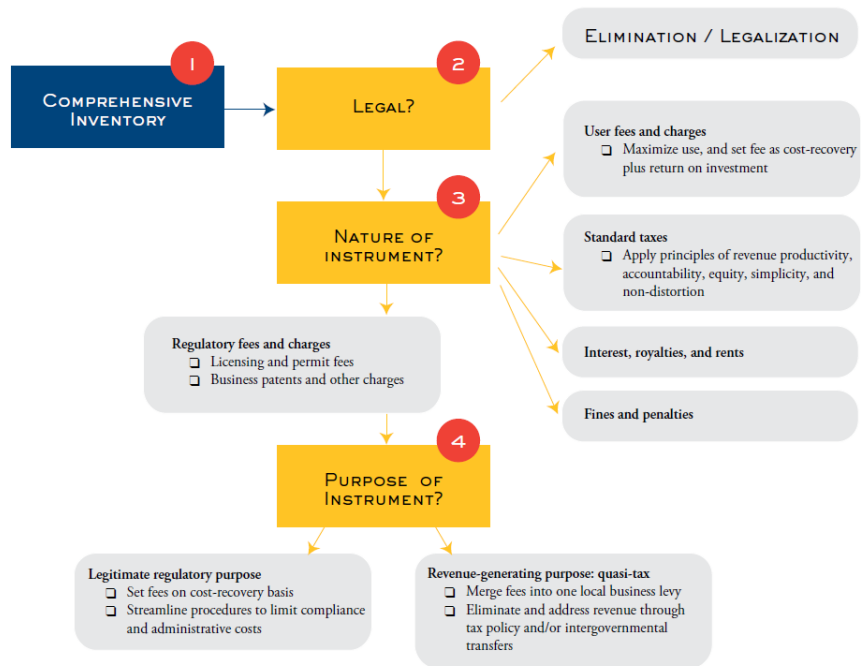 1
COMPREHENSIVE
INVENTORY
2
LEGAL?
ELIMINATION / LEGALIZATION
3
NATURE OF
INSTRUMENT?
User fees and charges
❑ Maximize use, and set fee as cost-recovery
plus return on investment
Standard taxes
❑ Apply principles of revenue productivity,
accountability, equity, simplicity, and
non-distortion
Interest, royalties, and rents
Fines and penalties
Regulatory fees and charges
❑ Licensing and permit fees
❑ Business patents and other charges
4
PURPOSE OF
INSTRUMENT?
Legitimate regulatory purpose
❑ Set fees on cost-recovery basis
❑ Streamline procedures to limit compliance
and administrative costs
Revenue-generating purpose: quasi-tax
❑ Merge fees into one local business levy
❑ Eliminate and address revenue through
tax policy and/or intergovernmental
transfers